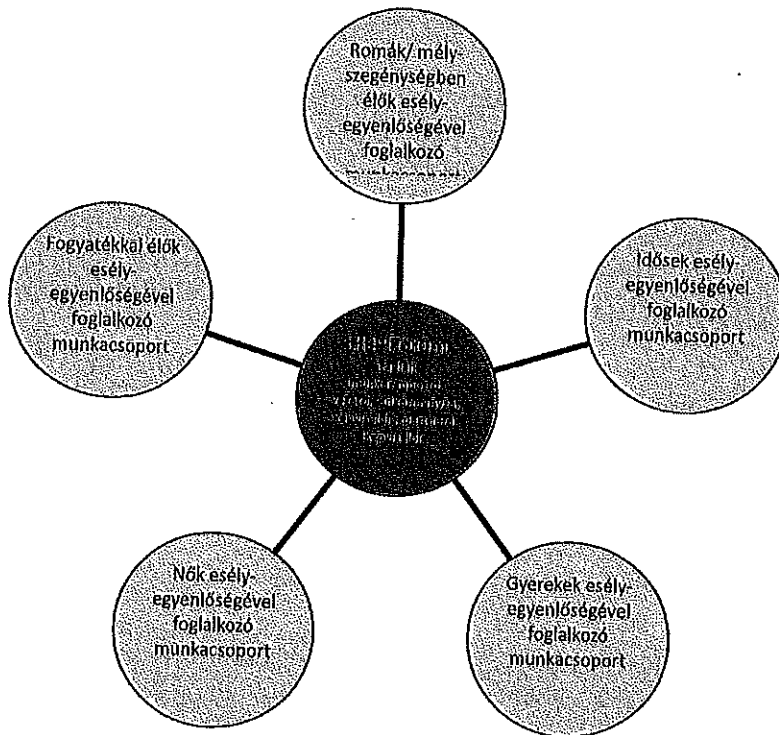 Romák/ mély-
szegénységben
élők esély-
egyenlőségével
foglalkozó
munkacsoport
Fogyatékkal élők
esély-
egyenlőségével
foglalkozó
munkacsoport
Idősek esély-
egyenlőségével
foglalkozó
munkacsoport
Nők esély-
egyenlőségével
foglalkozó
munkacsoport
Gyerekek esély-
egyenlőségével
foglalkozó
munkacsoport